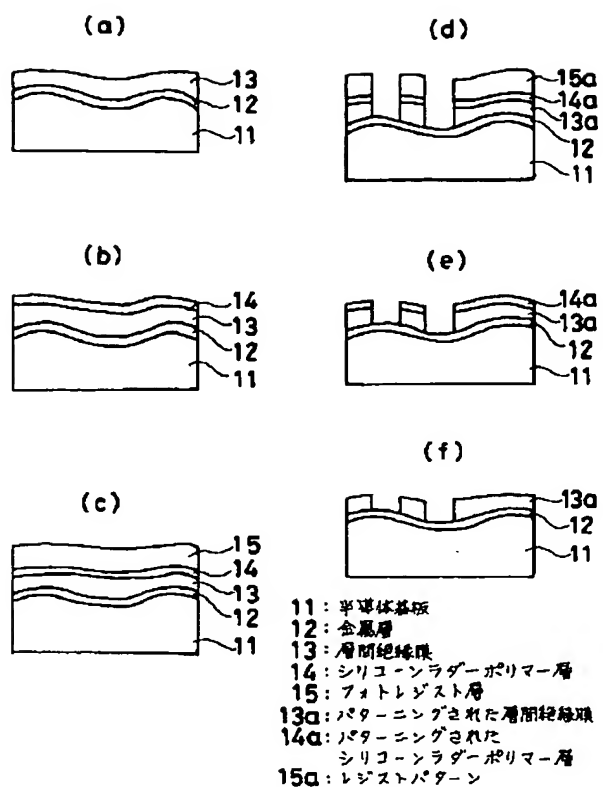 (a)
13
12
11
(b)
14
13
12
11
(c)
15
14
13
12
11
(d)
15a
14a
13a
12
11
(e)
14a
13a
12
11
(f)
13a
12
11
11:半導体基板
12:金属層
13:層間絶縁膜
14:シリコーンラダーポリマー層
15:フォトレジスト層
13a:パターニングされた層間絶縁膜
14a:パターニングされた
シリコーンラダーポリマー層
15a:レジストパターン